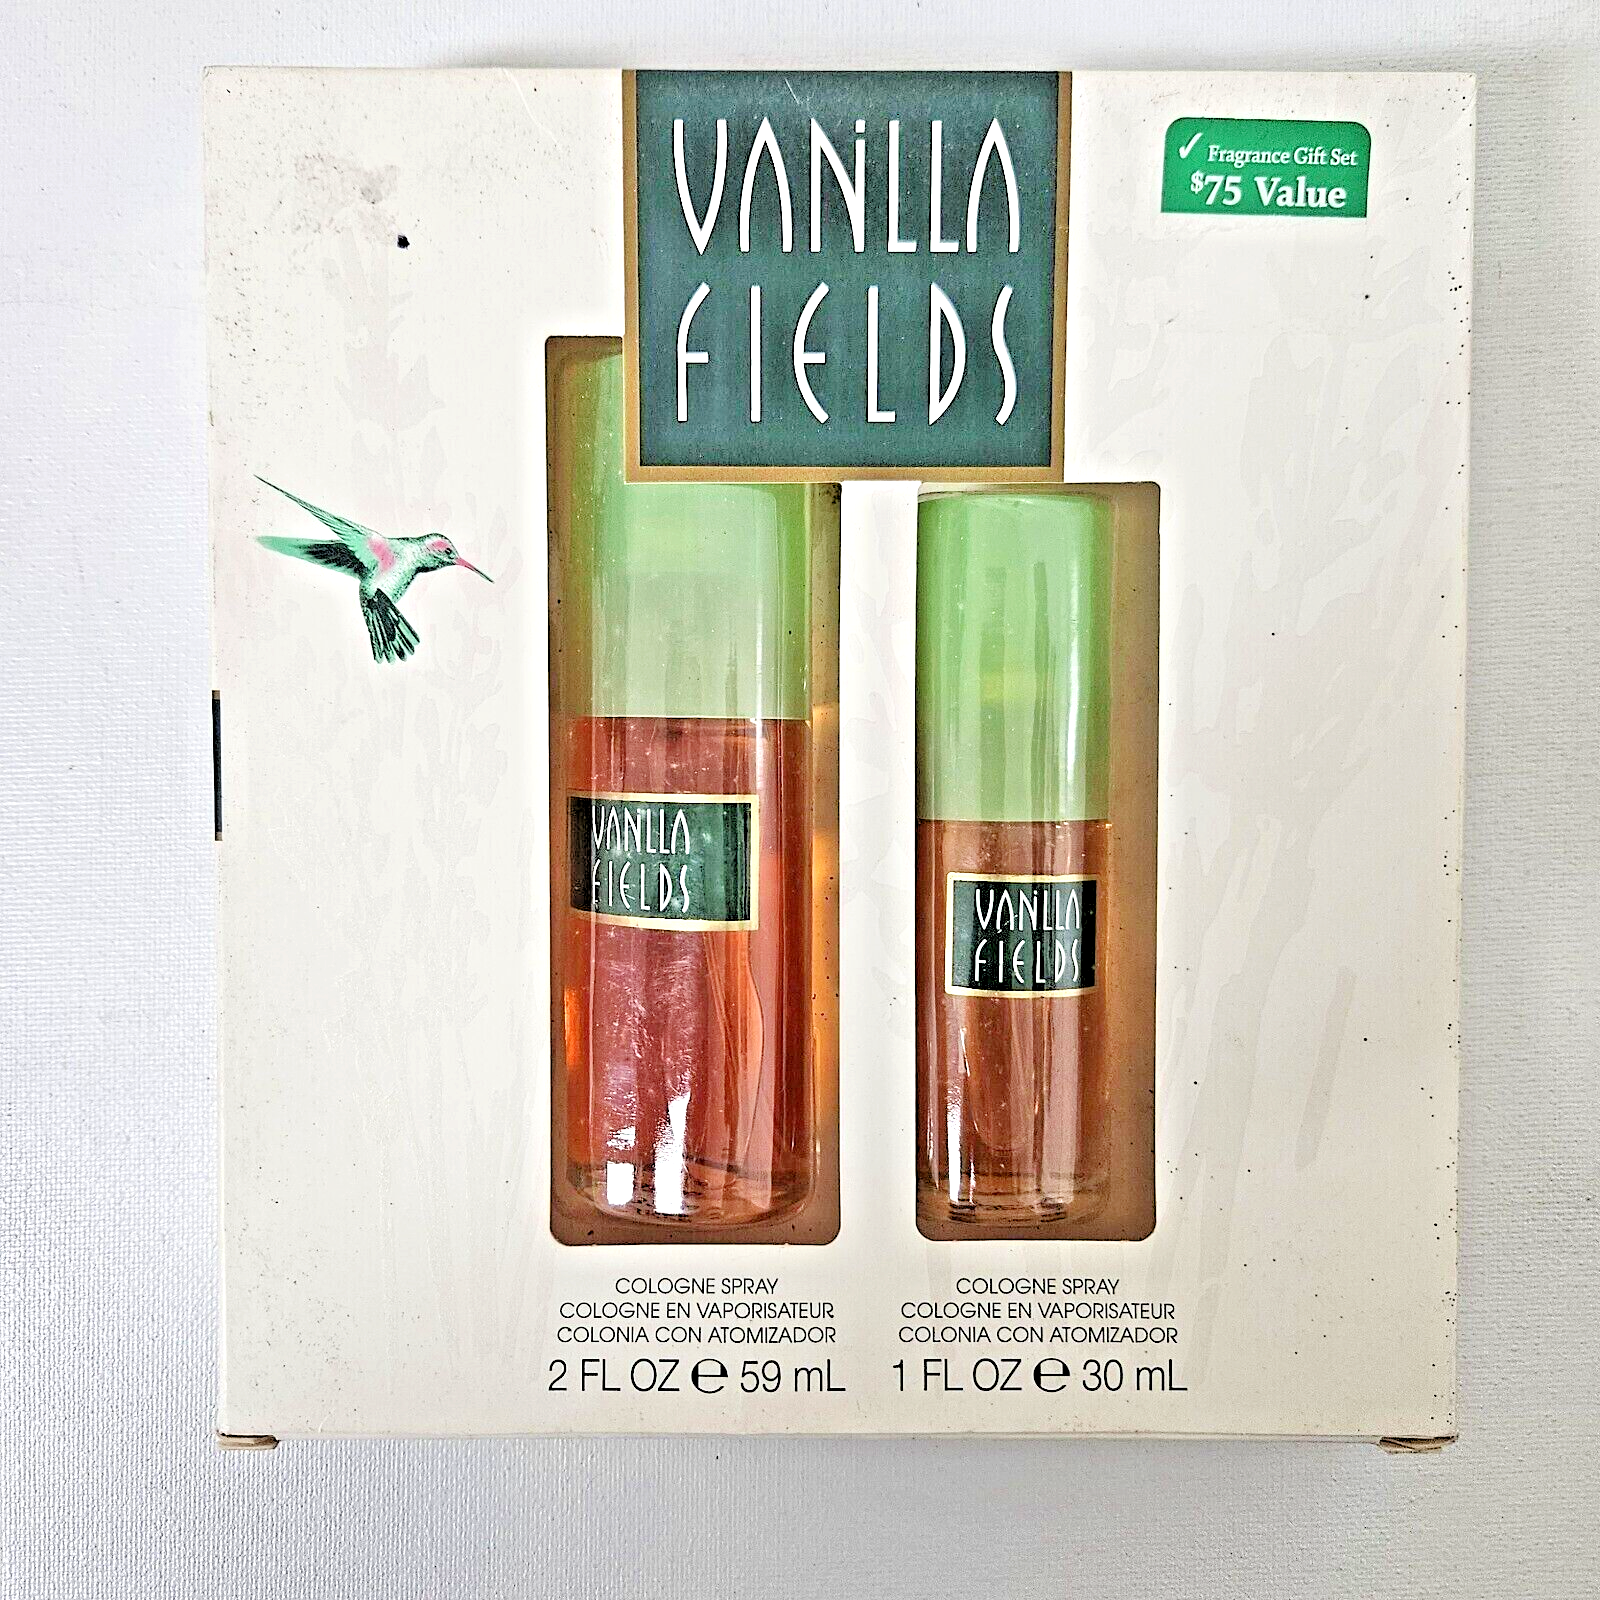 VANiLLA
FIELDS
✓ Fragrance Gift Set
$75 Value
VANiLLA
FIELDS
VANiLLA
FIELDS
COLOGNE SPRAY
COLOGNE EN VAPORISATEUR
COLONIA CON ATOMIZADOR
2 FL OZ ℮ 59 mL
COLOGNE SPRAY
COLOGNE EN VAPORISATEUR
COLONIA CON ATOMIZADOR
1 FL OZ ℮ 30 mL